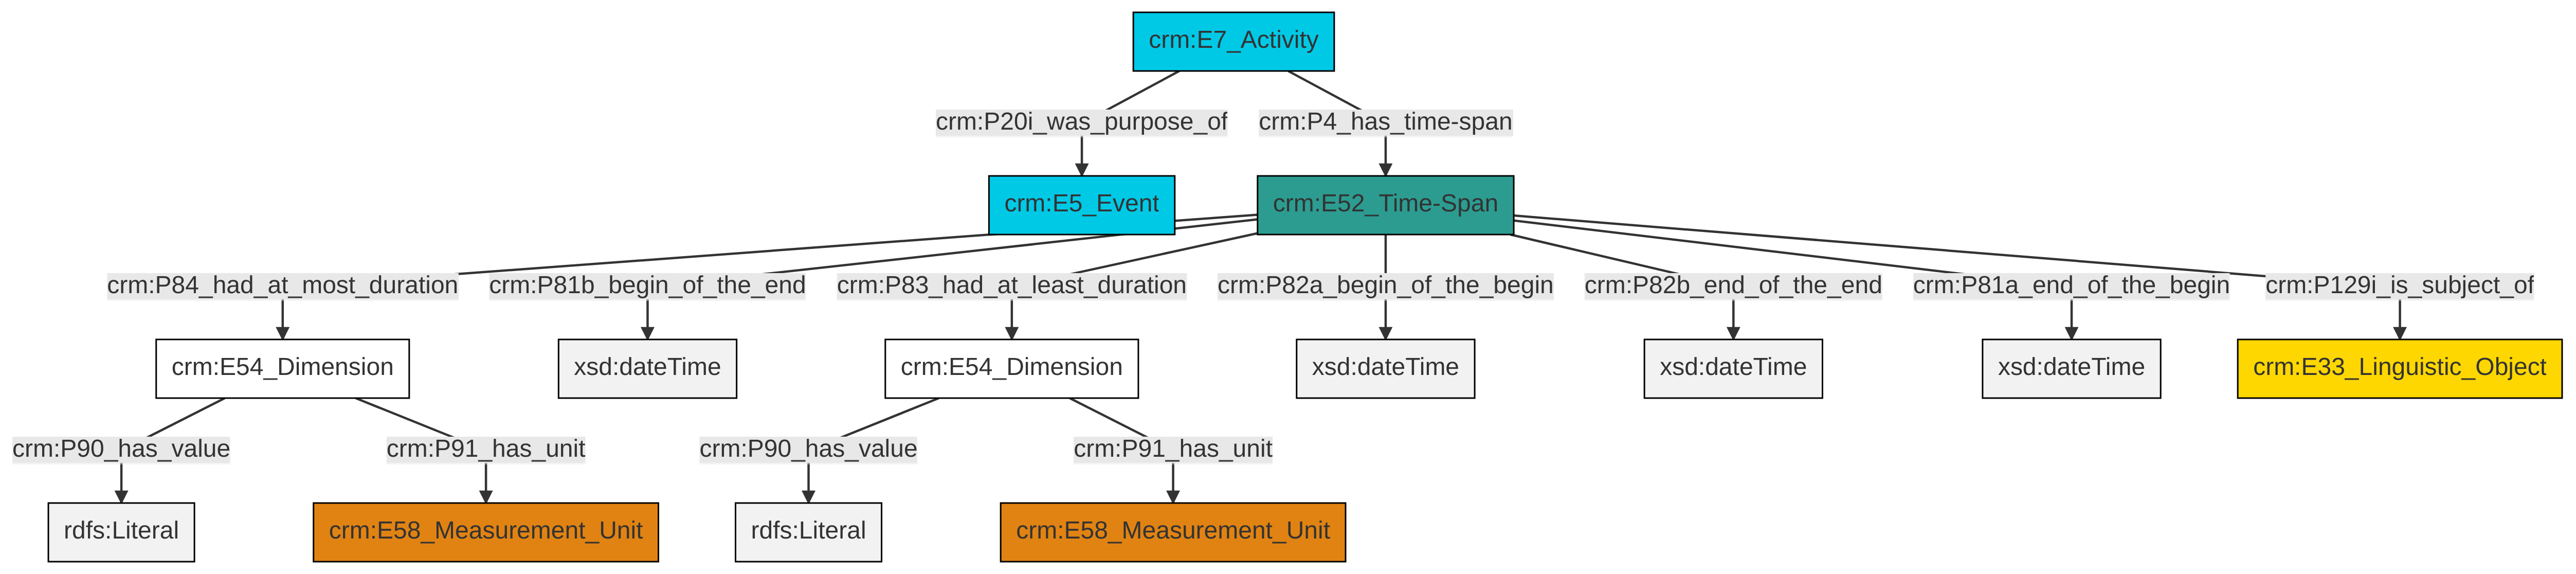 crm:E7_Activity
crm:P20i_was_purpose_of
crm:P4_has_time-span
crm:E5_Event
crm:E52_Time-Span
crm:P84_had_at_most_duration
crm:P81b_begin_of_the_end
crm:P83_had_at_least_duration
crm:P82a_begin_of_the_begin
crm:P82b_end_of_the_end
crm:P81a_end_of_the_begin
crm:P129i_is_subject_of
crm:E54_Dimension
xsd:dateTime
crm:E54_Dimension
xsd:dateTime
xsd:dateTime
xsd:dateTime
crm:E33_Linguistic_Object
crm:P90_has_value
crm:P91_has_unit
crm:P90_has_value
crm:P91_has_unit
rdfs:Literal
crm:E58_Measurement_Unit
rdfs:Literal
crm:E58_Measurement_Unit